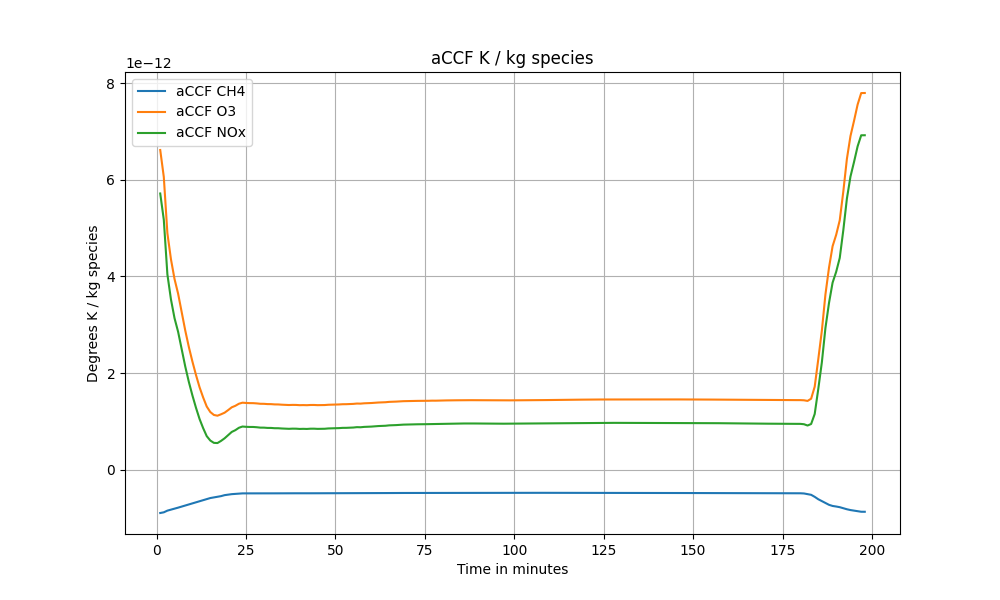 aCCF K / kg species
1e−12
aCCF CH4
aCCF O3
aCCF NOx
Degrees K / kg species
8
6
4
2
0
0 25 50 75 100 125 150 175 200
Time in minutes